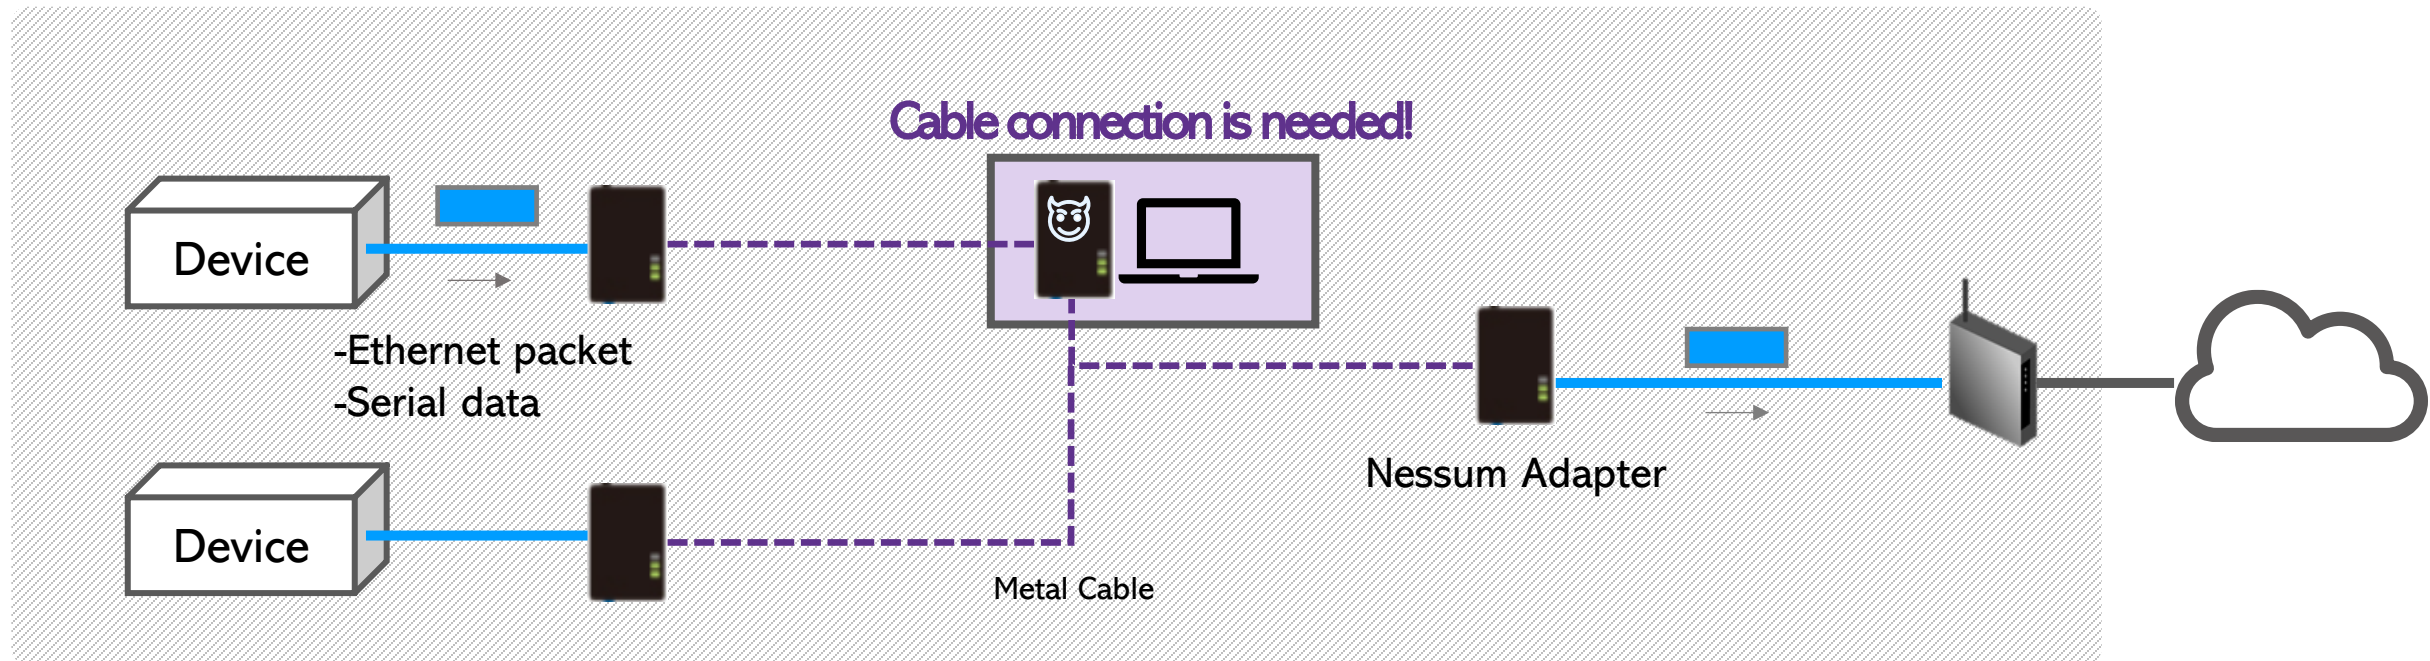 Cable connection is needed!
Device
-Ethernet packet
-Serial data
Nessum Adapter
Device
Metal Cable